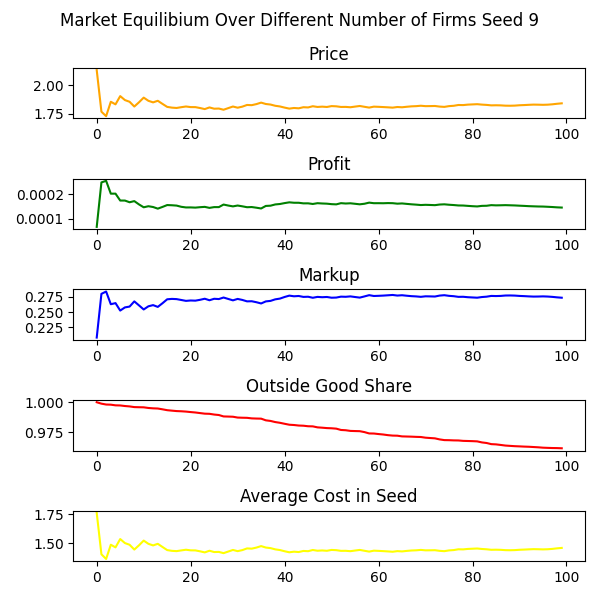 Market Equilibium Over Different Number of Firms Seed 9
Price
2.00
1.75
0 20 40 60 80 100
Profit
0.0002
0.0001
0 20 40 60 80 100
Markup
0.275
0.250
0.225
0 20 40 60 80 100
Outside Good Share
1.000
0.975
0 20 40 60 80 100
Average Cost in Seed
1.75
1.50
0 20 40 60 80 100